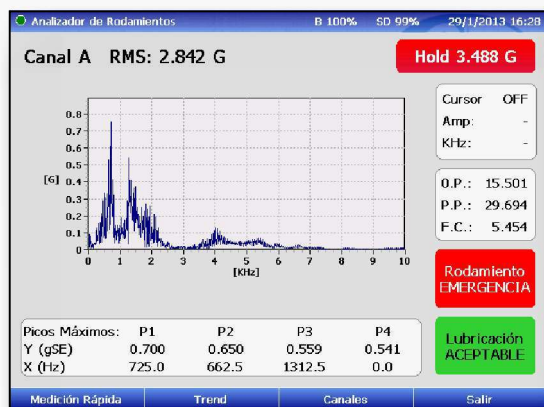 Analizador de Rodamientos B 100% SD 99% 29/1/2013 16:28
Canal A RMS: 2.842 G
Hold 3.488 G
Cursor OFF
Amp: -
KHz: -
0.8
0.7
0.6
0.5
[G] 0.4
0.3
0.2
0.1
0
0 1 2 3 4 5 6 7 8 9 10
[KHz]
O.P.: 15.501
P.P.: 29.694
F.C.: 5.454
Rodamiento
EMERGENCIA
Lubricación
ACEPTABLE
Picos Máximos: P1 P2 P3 P4
Y (gSE) 0.700 0.650 0.559 0.541
X (Hz) 725.0 662.5 1312.5 0.0
Medición Rápida Trend Canales Salir